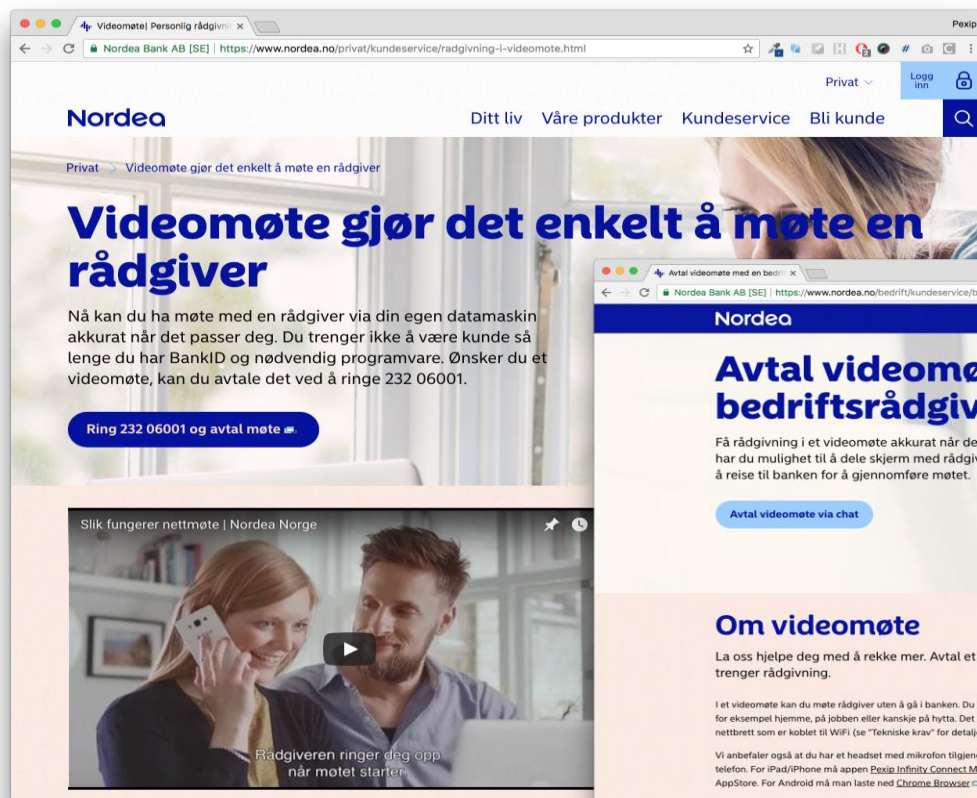 Videomøte| Personlig rådgivni
Pexip
Nordea Bank AB [SE] | https://www.nordea.no/privat/kundeservice/radgivning-i-videomote.html
Privat
Logg inn
Nordea
Ditt liv Våre produkter Kundeservice Bli kunde
Privat > Videomøte gjør det enkelt å møte en rådgiver
Videomøte gjør det enkelt å møte en
rådgiver
Nå kan du ha møte med en rådgiver via din egen datamaskin
akkurat når det passer deg. Du trenger ikke å være kunde så
lenge du har BankID og nødvendig programvare. Ønsker du et
videomøte, kan du avtale det ved å ringe 232 06001.
Ring 232 06001 og avtal møte
Slik fungerer nettmøte | Nordea Norge
Rådgiveren ringer deg opp
når møtet starter,
Avtal videomøte med en bedri
Nordea Bank AB [SE] | https://www.nordea.no/bedrift/kundeservice/b
Nordea
Avtal videomø
bedriftsrådgiv
Få rådgivning i et videomøte akkurat når de
har du mulighet til å dele skjerm med rådgiv
å reise til banken for å gjennomføre møtet.
Avtal videomøte via chat
Om videomøte
La oss hjelpe deg med å rekke mer. Avtal et
trenger rådgivning.
I et videomøte kan du møte rådgiver uten å gå i banken. Du
for eksempel hjemme, på jobben eller kanskje på hytta. Det
nettbrett som er koblet til WiFi (se "Tekniske krav" for detalj
Vi anbefaler også at du har et headset med mikrofon tilgjeng
telefon. For iPad/iPhone må appen Pexip Infinity Connect M
AppStore. For Android må man laste ned Chrome Browser